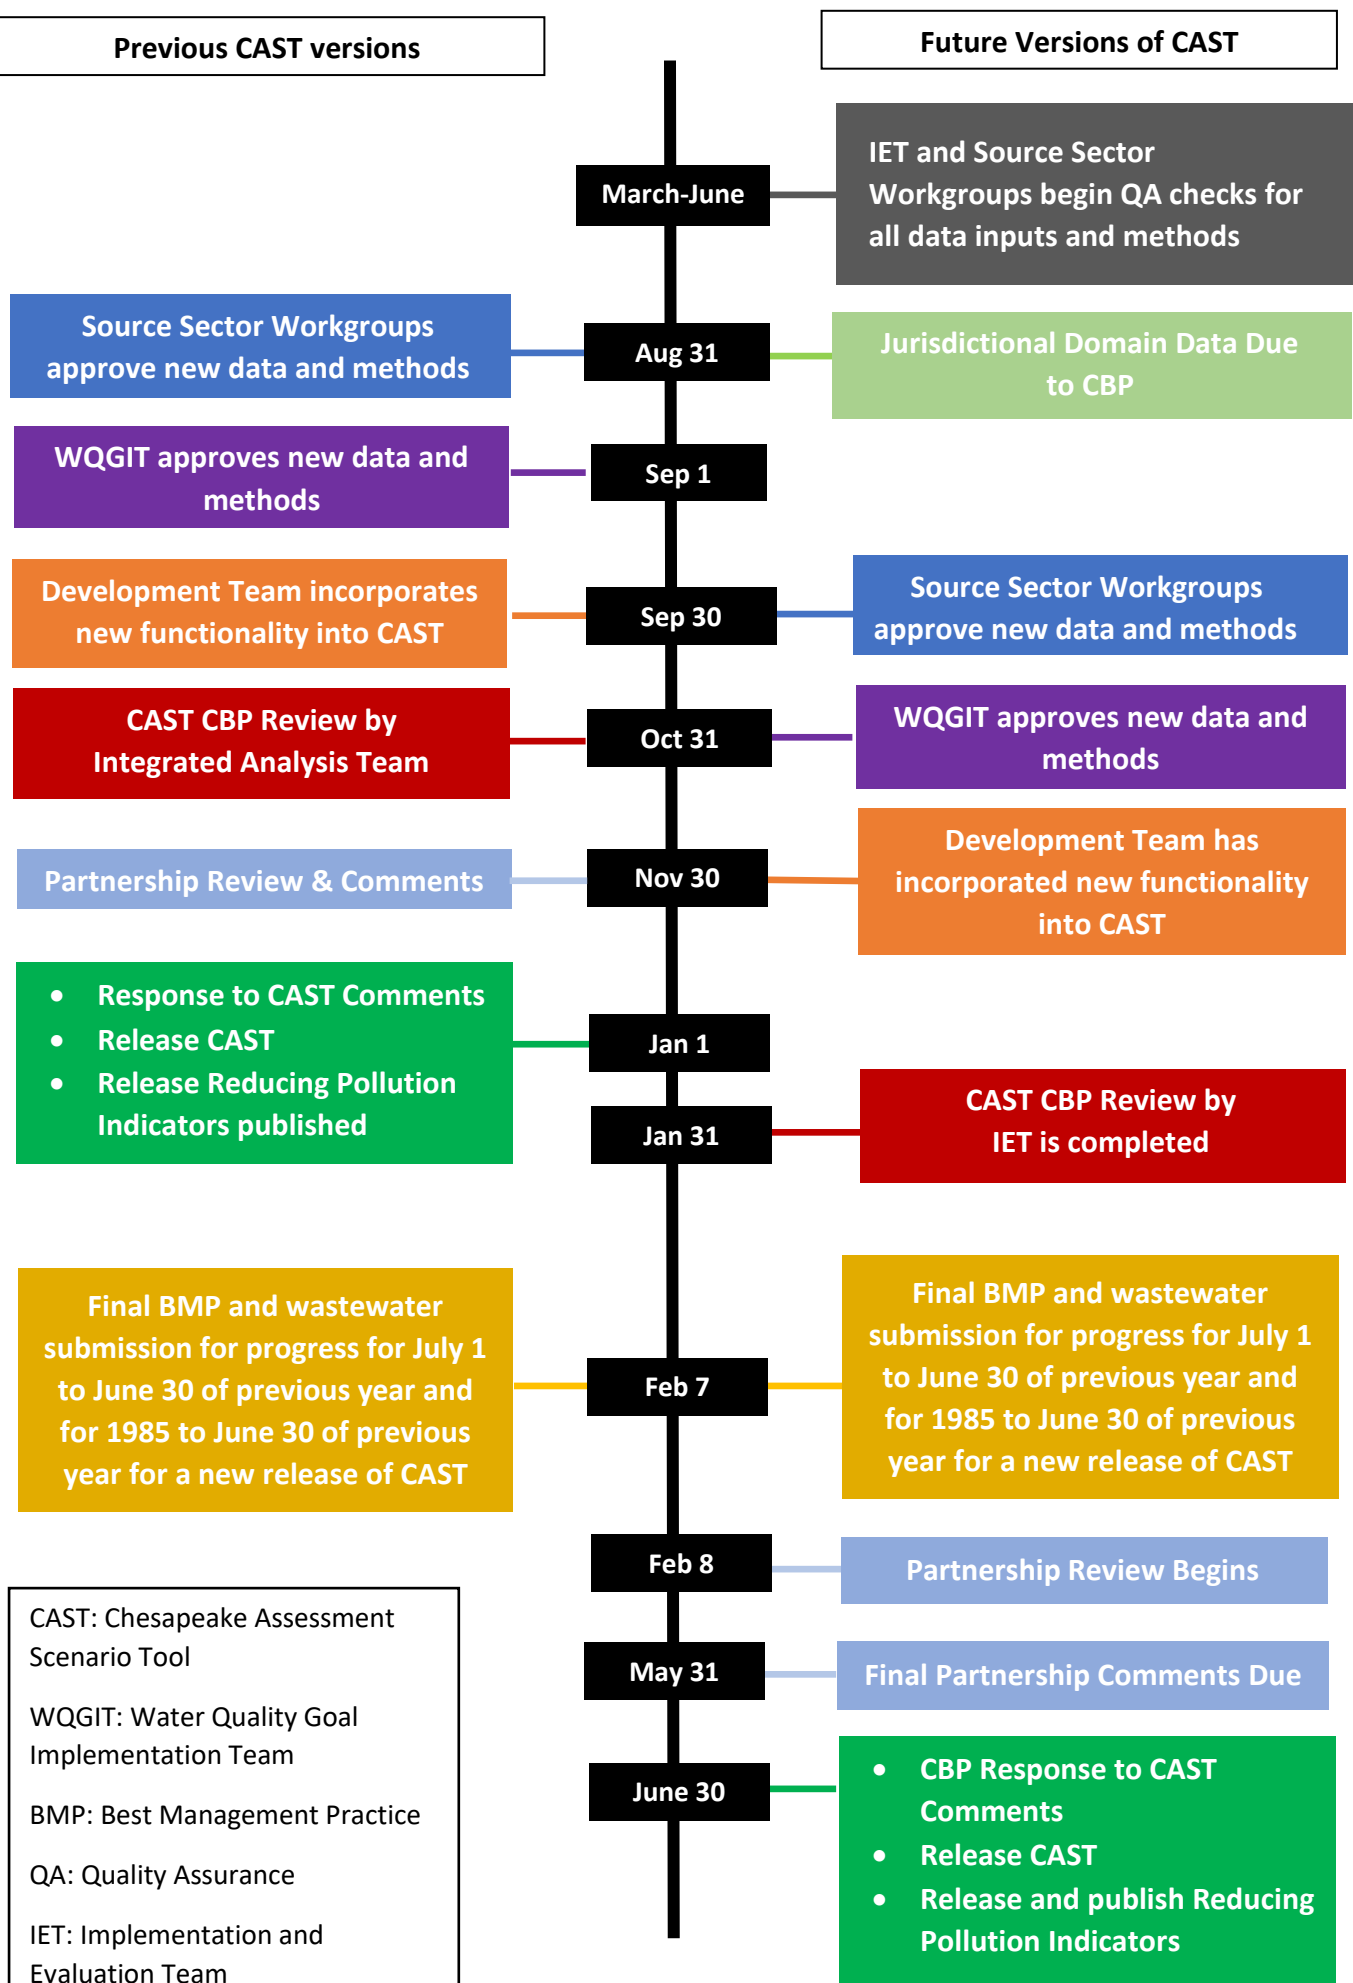 Previous CAST versions
Future Versions of CAST
March-June
IET and Source Sector
Workgroups begin QA checks for
all data inputs and methods
Source Sector Workgroups
approve new data and methods
Aug 31
Jurisdictional Domain Data Due
to CBP
WQGIT approves new data and
methods
Sep 1
Development Team incorporates
new functionality into CAST
Sep 30
Source Sector Workgroups
approve new data and methods
CAST CBP Review by
Integrated Analysis Team
Oct 31
WQGIT approves new data and
methods
Partnership Review & Comments
Nov 30
Development Team has
incorporated new functionality
into CAST
• Response to CAST Comments
• Release CAST
• Release Reducing Pollution
Indicators published
Jan 1
Jan 31
CAST CBP Review by
IET is completed
Final BMP and wastewater
submission for progress for July 1
to June 30 of previous year and
for 1985 to June 30 of previous
year for a new release of CAST
Feb 7
Final BMP and wastewater
submission for progress for July 1
to June 30 of previous year and
for 1985 to June 30 of previous
year for a new release of CAST
Feb 8
Partnership Review Begins
May 31
Final Partnership Comments Due
June 30
• CBP Response to CAST
Comments
• Release CAST
• Release and publish Reducing
Pollution Indicators
CAST: Chesapeake Assessment
Scenario Tool
WQGIT: Water Quality Goal
Implementation Team
BMP: Best Management Practice
QA: Quality Assurance
IET: Implementation and
Evaluation Team